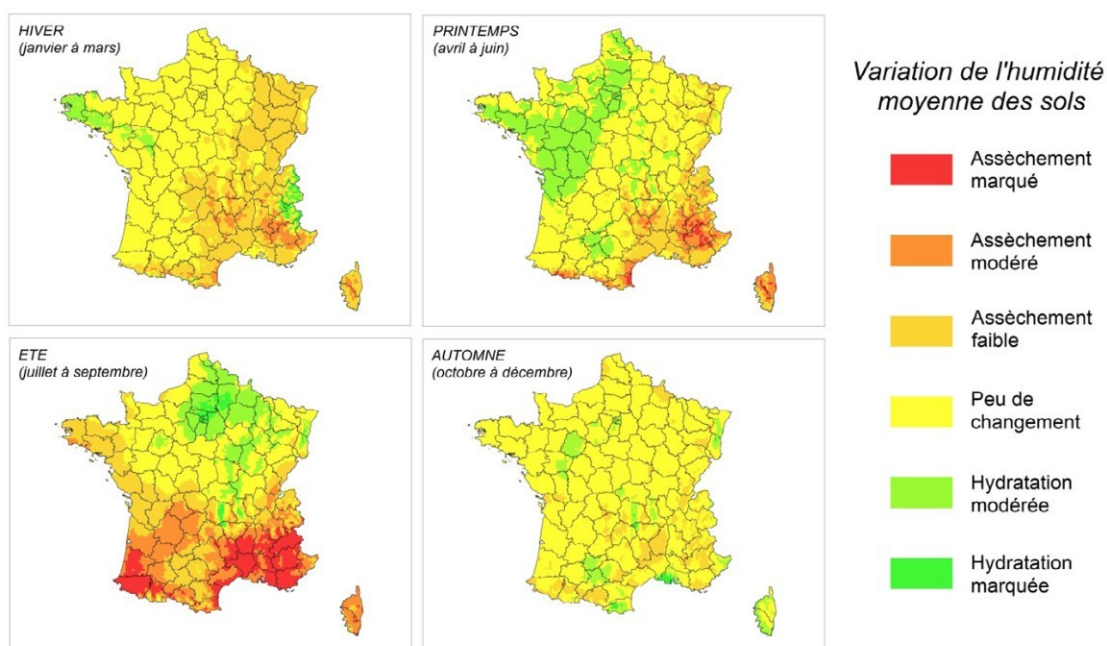 HIVER
(janvier à mars)
PRINTEMPS
(avril à juin)
ETE
(juillet à septembre)
AUTOMNE
(octobre à décembre)
Variation de l'humidité
moyenne des sols
Assèchement
marqué
Assèchement
modéré
Assèchement
faible
Peu de
changement
Hydratation
modérée
Hydratation
marquée